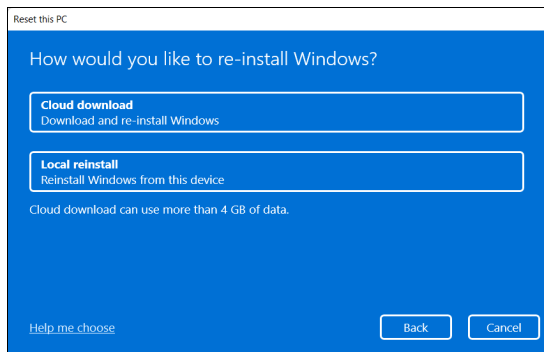 Reset this PC
How would you like to re-install Windows?
Cloud download
Download and re-install Windows
Local reinstall
Reinstall Windows from this device
Cloud download can use more than 4 GB of data.
Help me choose
Back
Cancel